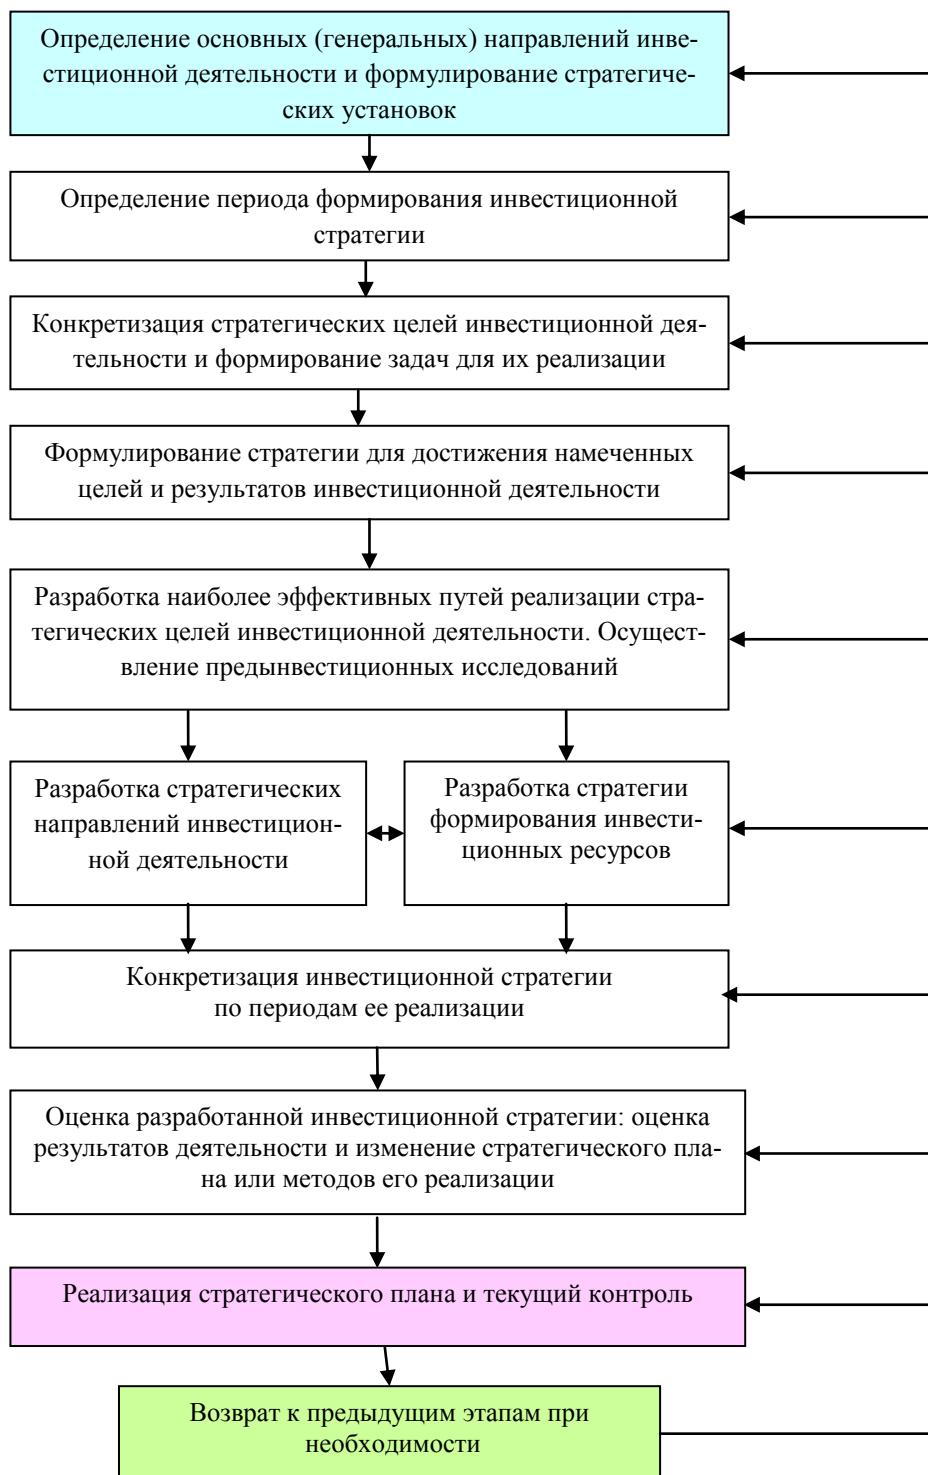 Определение основных (генеральных) направлений инве-
стиционной деятельности и формулирование стратегиче-
ских установок
Определение периода формирования инвестиционной
стратегии
Конкретизация стратегических целей инвестиционной дея-
тельности и формирование задач для их реализации
Формулирование стратегии для достижения намеченных
целей и результатов инвестиционной деятельности
Разработка наиболее эффективных путей реализации стра-
тегических целей инвестиционной деятельности. Осущест-
вление предынвестиционных исследований
Разработка стратегических
направлений инвестицион-
ной деятельности
Разработка стратегии
формирования инвести-
ционных ресурсов
Конкретизация инвестиционной стратегии
по периодам ее реализации
Оценка разработанной инвестиционной стратегии: оценка
результатов деятельности и изменение стратегического пла-
на или методов его реализации
Реализация стратегического плана и текущий контроль
Возврат к предыдущим этапам при
необходимости